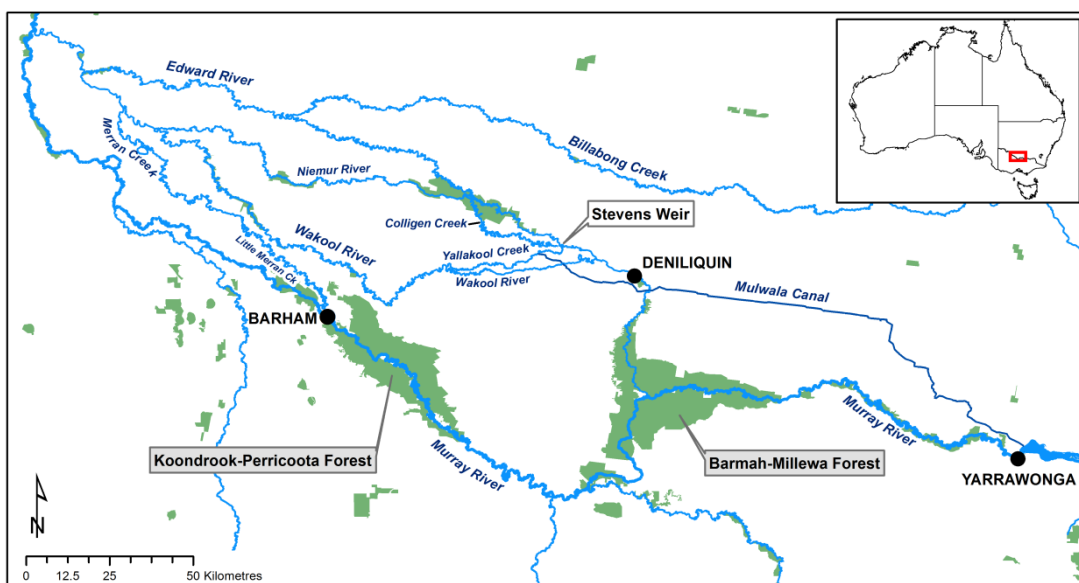 Edward River
Billabong Creek
Merran Creek
Niemur River
Stevens Weir
Colligen Creek
Wakool River
Little Merran Ck
Yallakool Creek
Wakool River
DENILIQUIN
Mulwala Canal
BARHAM
Murray River
Koondrook-Perricoota Forest
Murray River
Barmah-Millewa Forest
YARRAWONGA
N
0 12.5 25 50 Kilometres